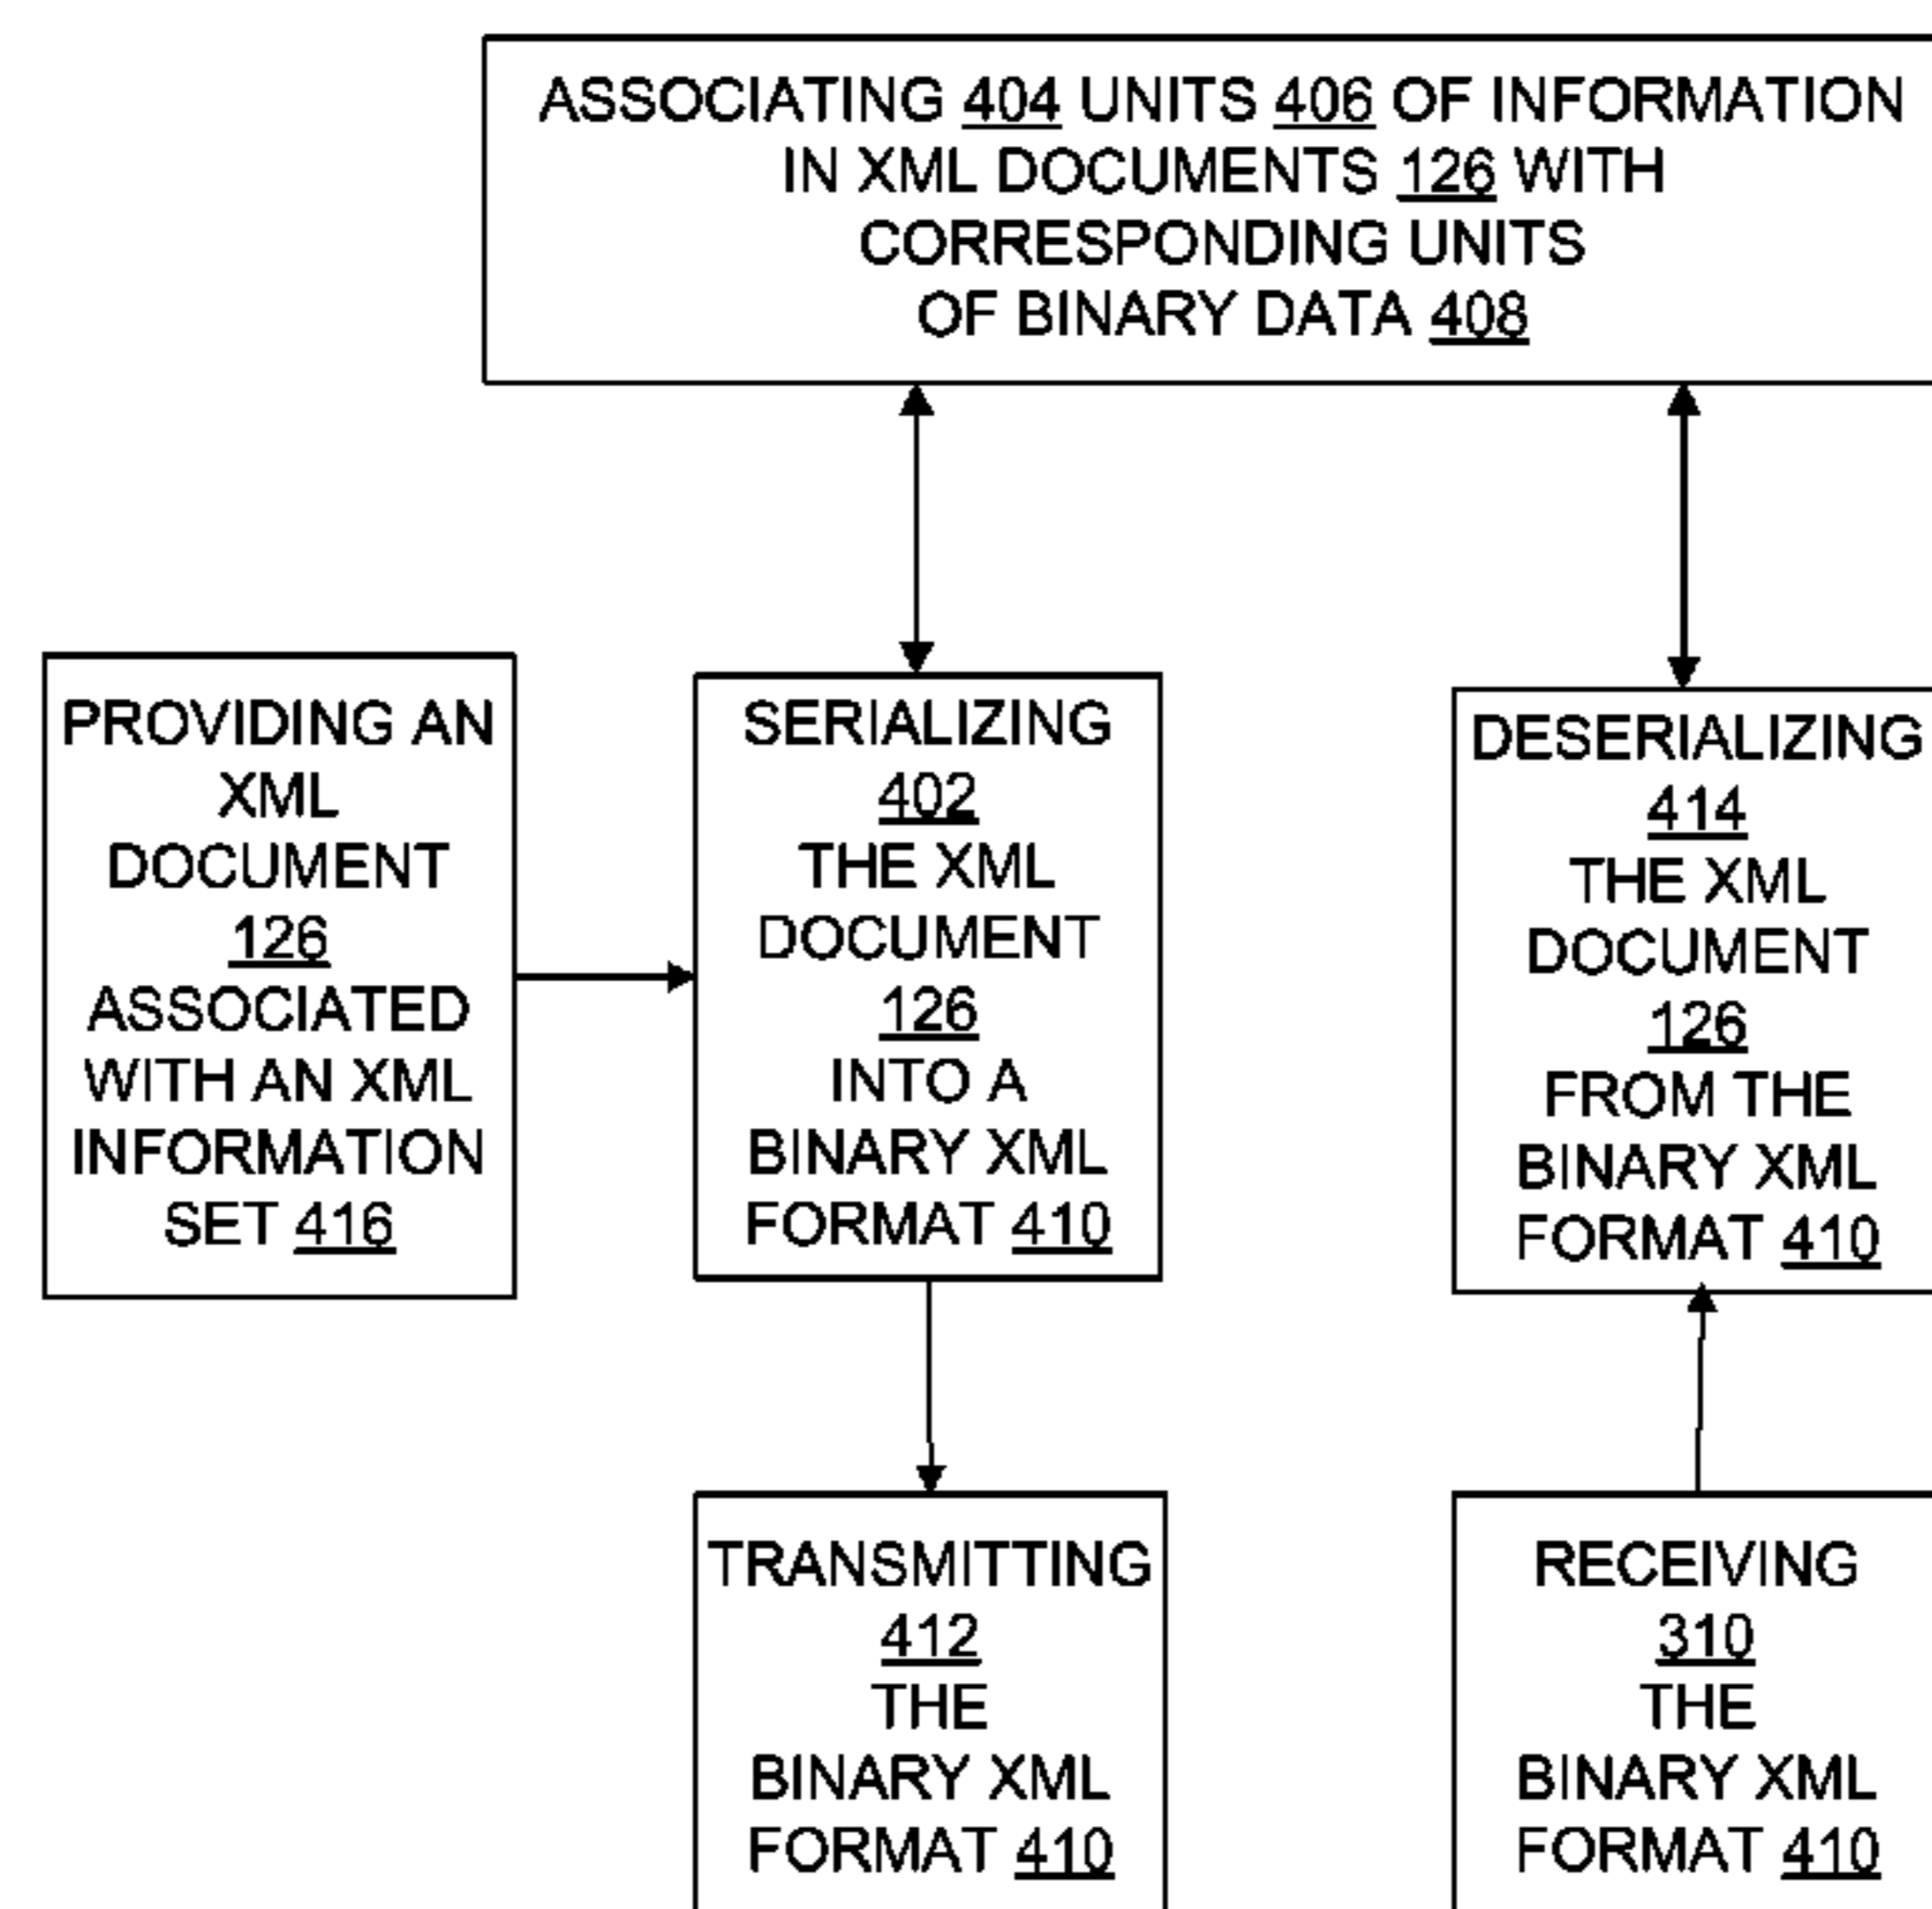 ASSOCIATING 404 UNITS 406 OF INFORMATION
IN XML DOCUMENTS 126 WITH
CORRESPONDING UNITS
OF BINARY DATA 408
PROVIDING AN
XML
DOCUMENT
126
ASSOCIATED
WITH AN XML
INFORMATION
SET 416
SERIALIZING
402
THE XML
DOCUMENT
126
INTO A
BINARY XML
FORMAT 410
DESERIALIZING
414
THE XML
DOCUMENT
126
FROM THE
BINARY XML
FORMAT 410
TRANSMITTING
412
THE
BINARY XML
FORMAT 410
RECEIVING
310
THE
BINARY XML
FORMAT 410